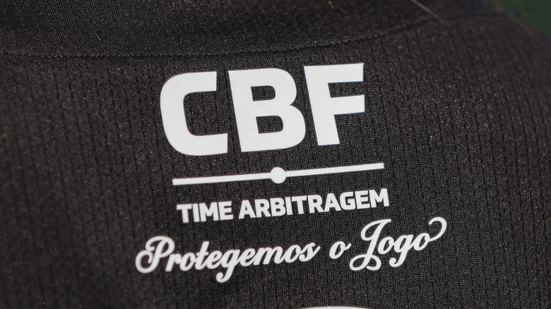 CBF
TIME ARBITRAGEM
Protegemos o Jogo